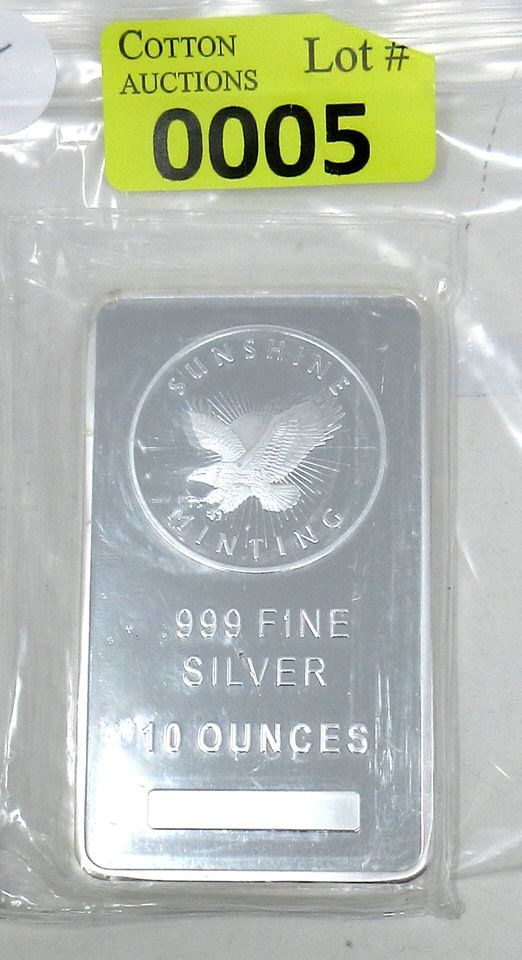 COTTON
AUCTIONS
Lot #
0005
SUNSHINE
MINTING
.999 FINE
SILVER
10 OUNCES